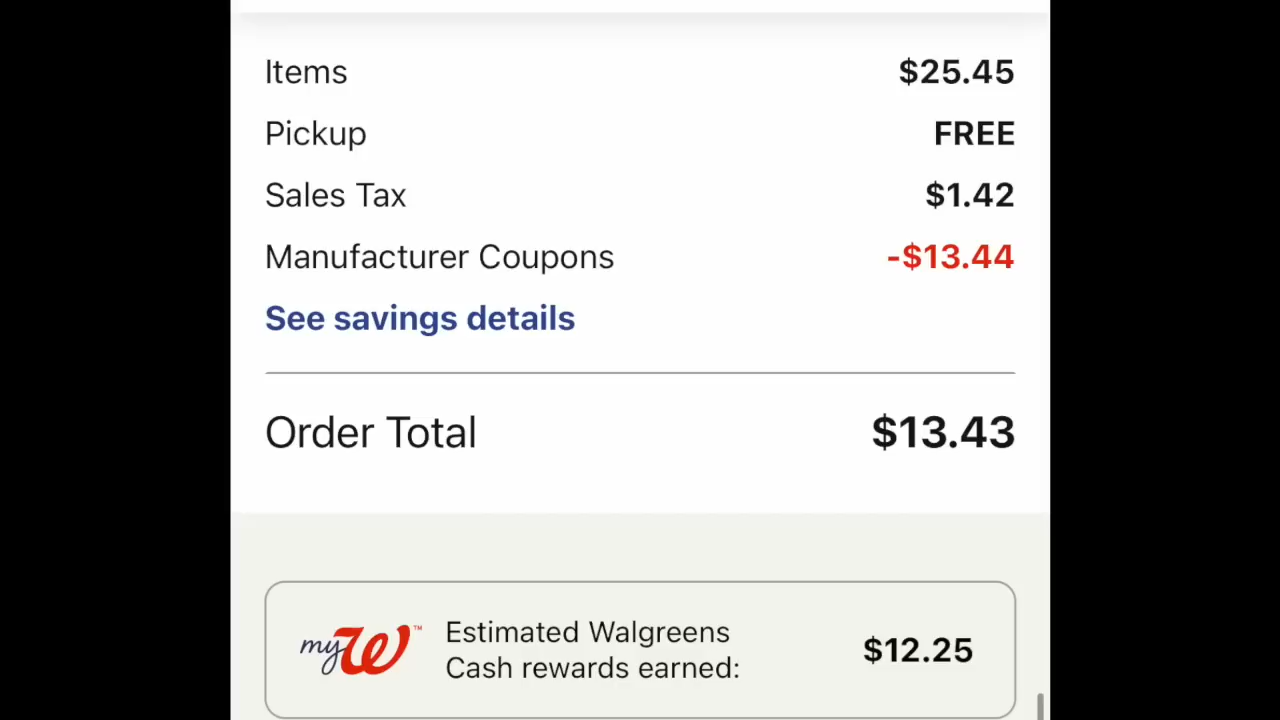 Items $25.45
Pickup FREE
Sales Tax $1.42
Manufacturer Coupons -$13.44
See savings details
Order Total $13.43
myW™ Estimated Walgreens
Cash rewards earned: $12.25